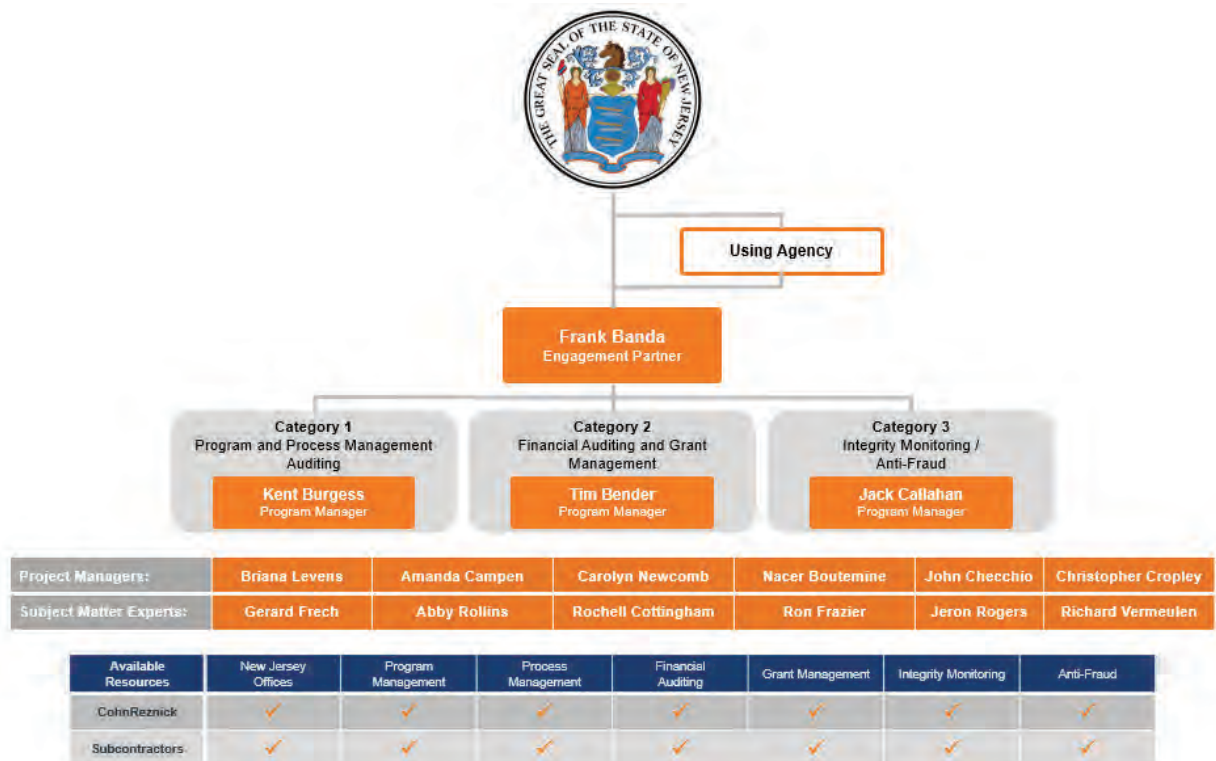 THE GREAT SEAL OF THE STATE OF NEW JERSEY
Using Agency
Frank Banda
Engagement Partner
Category 1
Program and Process Management
Auditing
Kent Burgess
Program Manager
Category 2
Financial Auditing and Grant
Management
Tim Bender
Program Manager
Category 3
Integrity Monitoring /
Anti-Fraud
Jack Callahan
Program Manager
Project Managers: Briana Levens Amanda Campen Carolyn Newcomb Nacer Boutemine John Checchio Christopher Cropley
Subject Matter Experts: Gerard Frech Abby Rollins Rochell Cottingham Ron Frazier Jeron Rogers Richard Vermeulen
Available Resources New Jersey Offices Program Management Process Management Financial Auditing Grant Management Integrity Monitoring Anti-Fraud
CohnReznick ✓ ✓ ✓ ✓ ✓ ✓ ✓
Subcontractors ✓ ✓ ✓ ✓ ✓ ✓ ✓